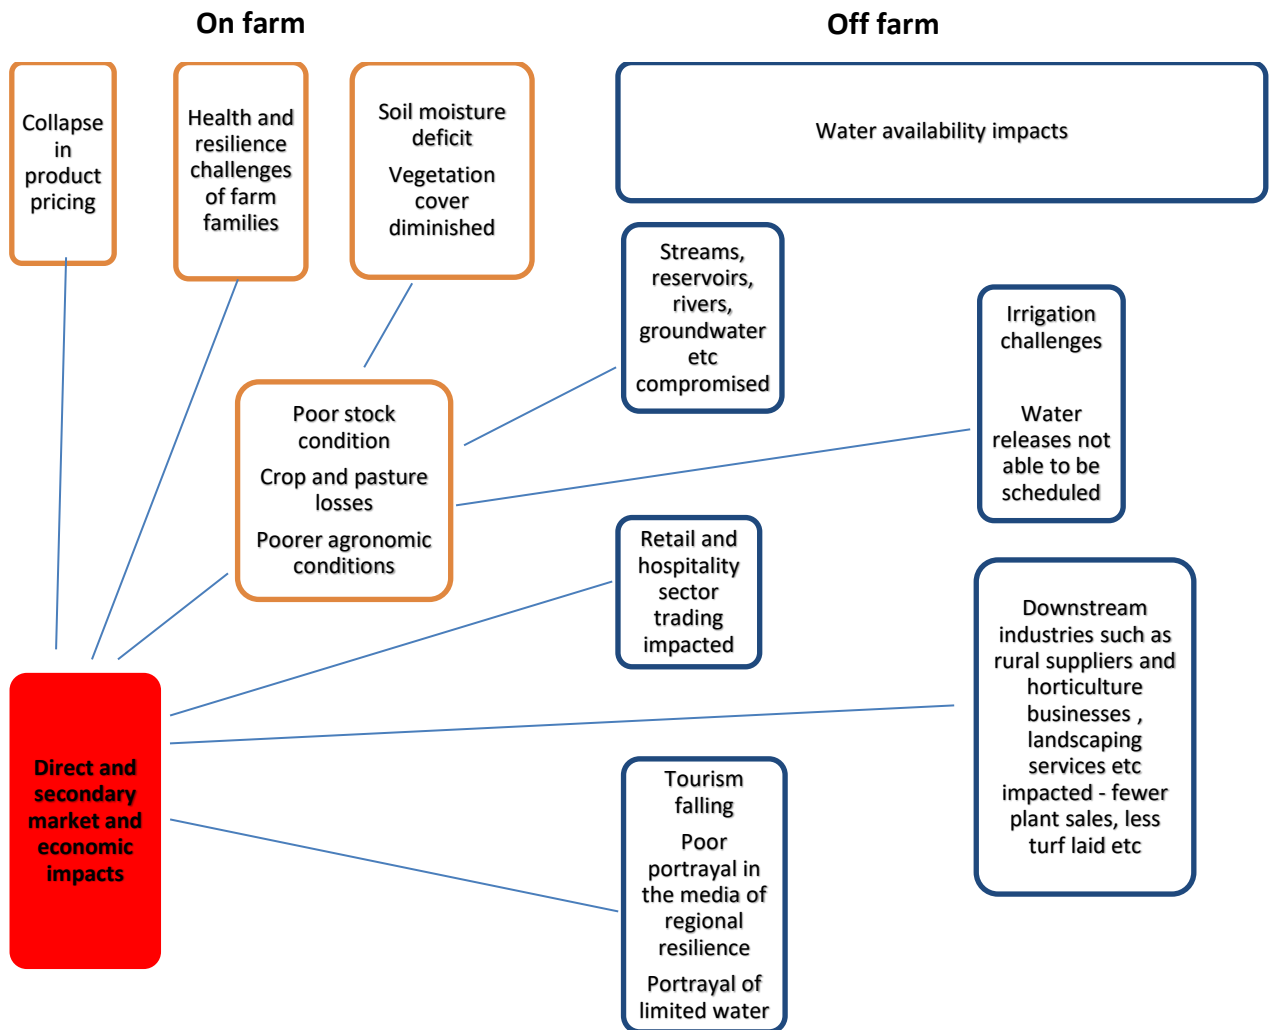 On farm
Off farm
Collapse
in
product
pricing
Health and
resilience
challenges
of farm
families
Soil moisture
deficit
Vegetation
cover
diminished
Water availability impacts
Streams,
reservoirs,
rivers,
groundwater
etc
compromised
Irrigation
challenges
Water
releases not
able to be
scheduled
Poor stock
condition
Crop and pasture
losses
Poorer agronomic
conditions
Retail and
hospitality
sector
trading
impacted
Downstream
industries such as
rural suppliers and
horticulture
businesses ,
landscaping
services etc
impacted - fewer
plant sales, less
turf laid etc
Direct and
secondary
market and
economic
impacts
Tourism
falling
Poor
portrayal in
the media of
regional
resilience
Portrayal of
limited water